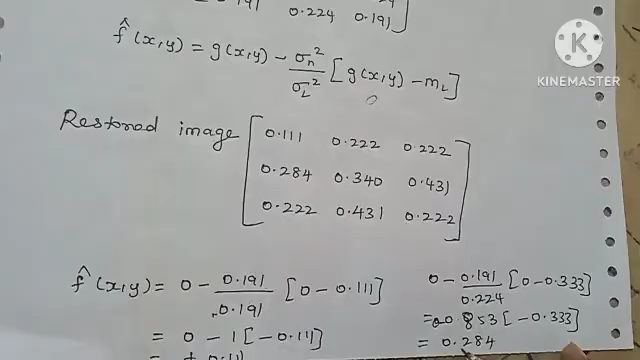 0.224 0.191
f̂(x,y) = g(x,y) - σn²/σL² [g(x,y) - mL]
KINEMASTER
Restored image [0.111 0.222 0.222
0.284 0.340 0.431
0.222 0.431 0.222]
f̂(x,y) = 0 - 0.191/0.191 [0 - 0.111]
= 0 - 1[-0.111]
0 - 0.191/0.224 [0-0.333]
= 0.853[-0.333]
= 0.284